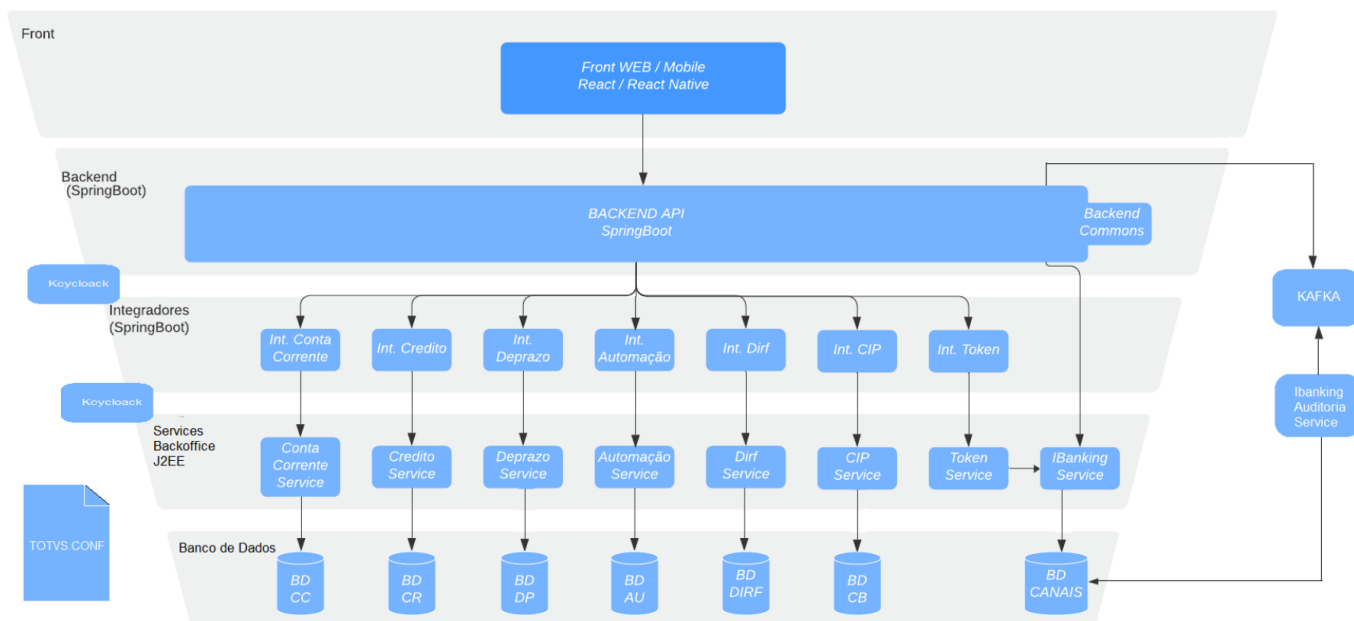 Front
Front WEB / Mobile
React / React Native
Backend
(SpringBoot)
BACKEND API
SpringBoot
Backend
Commons
Keycloack
KAFKA
Integradores
(SpringBoot)
Int. Conta
Corrente
Int. Credito
Int.
Deprazo
Int.
Automação
Int. Dirf
Int. CIP
Int. Token
Keycloack
Ibanking
Auditoria
Service
Services
Backoffice
J2EE
Conta
Corrente
Service
Credito
Service
Deprazo
Service
Automação
Service
Dirf
Service
CIP
Service
Token
Service
IBanking
Service
TOTVS.CONF
Banco de Dados
BD
CC
BD
CR
BD
DP
BD
AU
BD
DIRF
BD
CB
BD
CANAIS